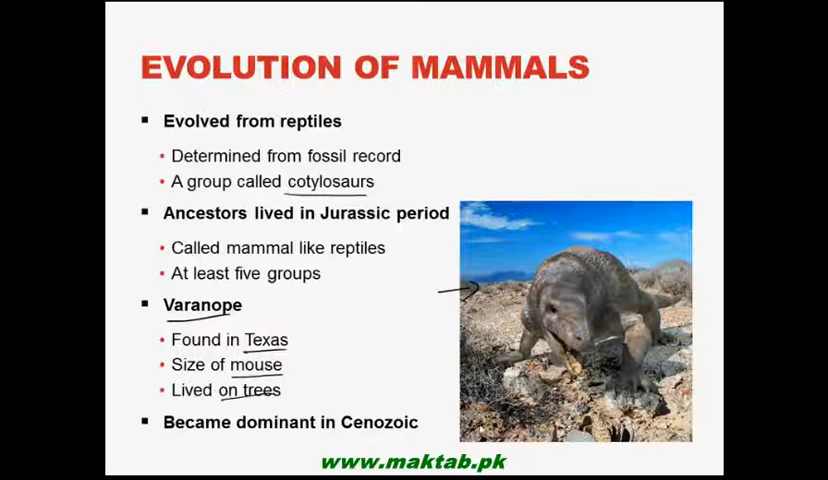 EVOLUTION OF MAMMALS
▪ Evolved from reptiles
• Determined from fossil record
• A group called cotylosaurs
▪ Ancestors lived in Jurassic period
• Called mammal like reptiles
• At least five groups
▪ Varanope
• Found in Texas
• Size of mouse
• Lived on trees
▪ Became dominant in Cenozoic
www.maktab.pk